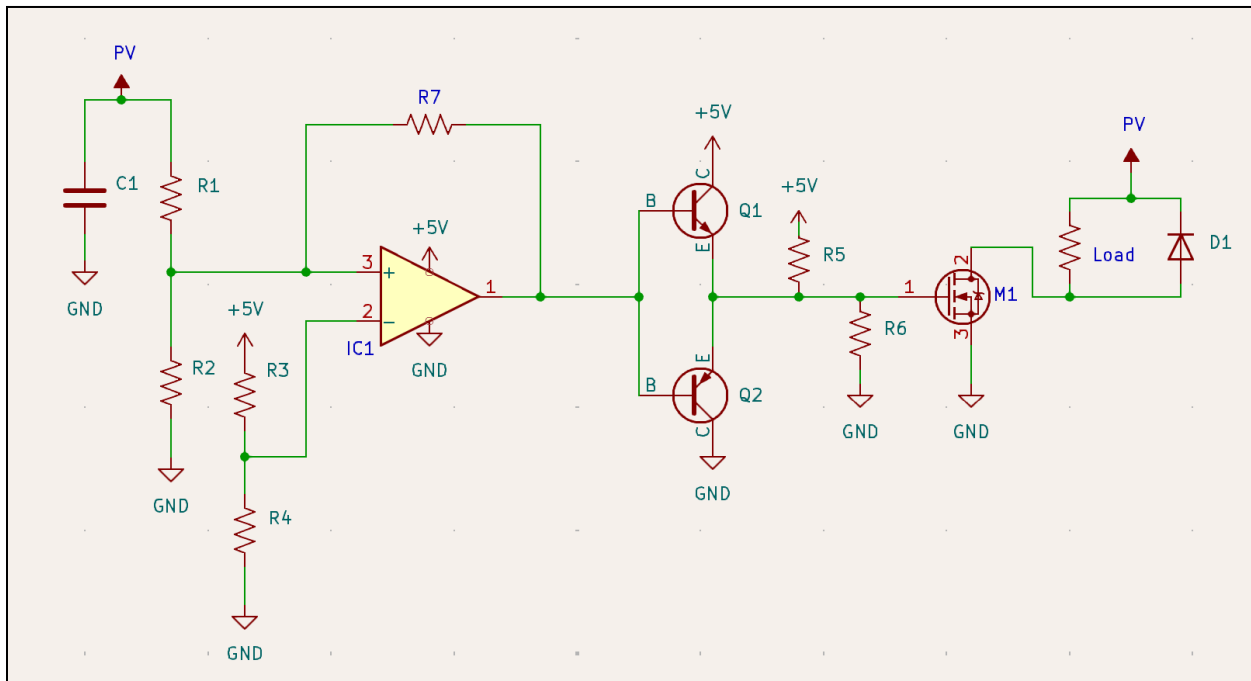 PV
C1
R1
GND
R2
GND
+5V
R3
R4
GND
R7
3
+
+5V
2
−
1
IC1
GND
+5V
C
B
Q1
E
+5V
R5
E
B
Q2
C
GND
R6
GND
1
2
M1
3
GND
PV
Load
D1